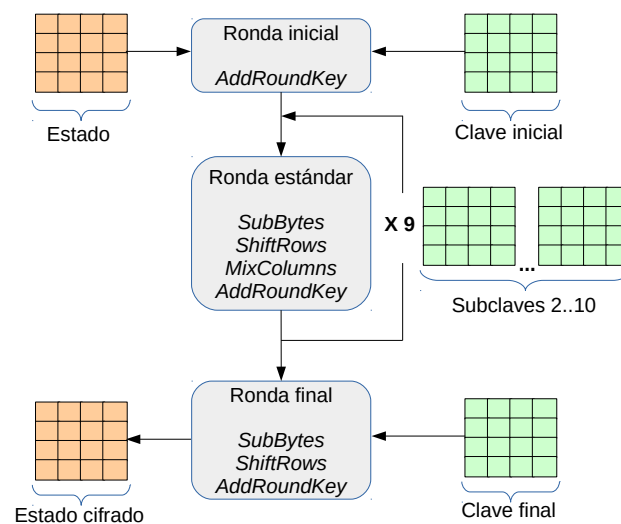 Ronda inicial
AddRoundKey
Estado
Clave inicial
Ronda estándar
SubBytes
ShiftRows
MixColumns
AddRoundKey
X 9
...
Subclaves 2..10
Ronda final
SubBytes
ShiftRows
AddRoundKey
Estado cifrado
Clave final